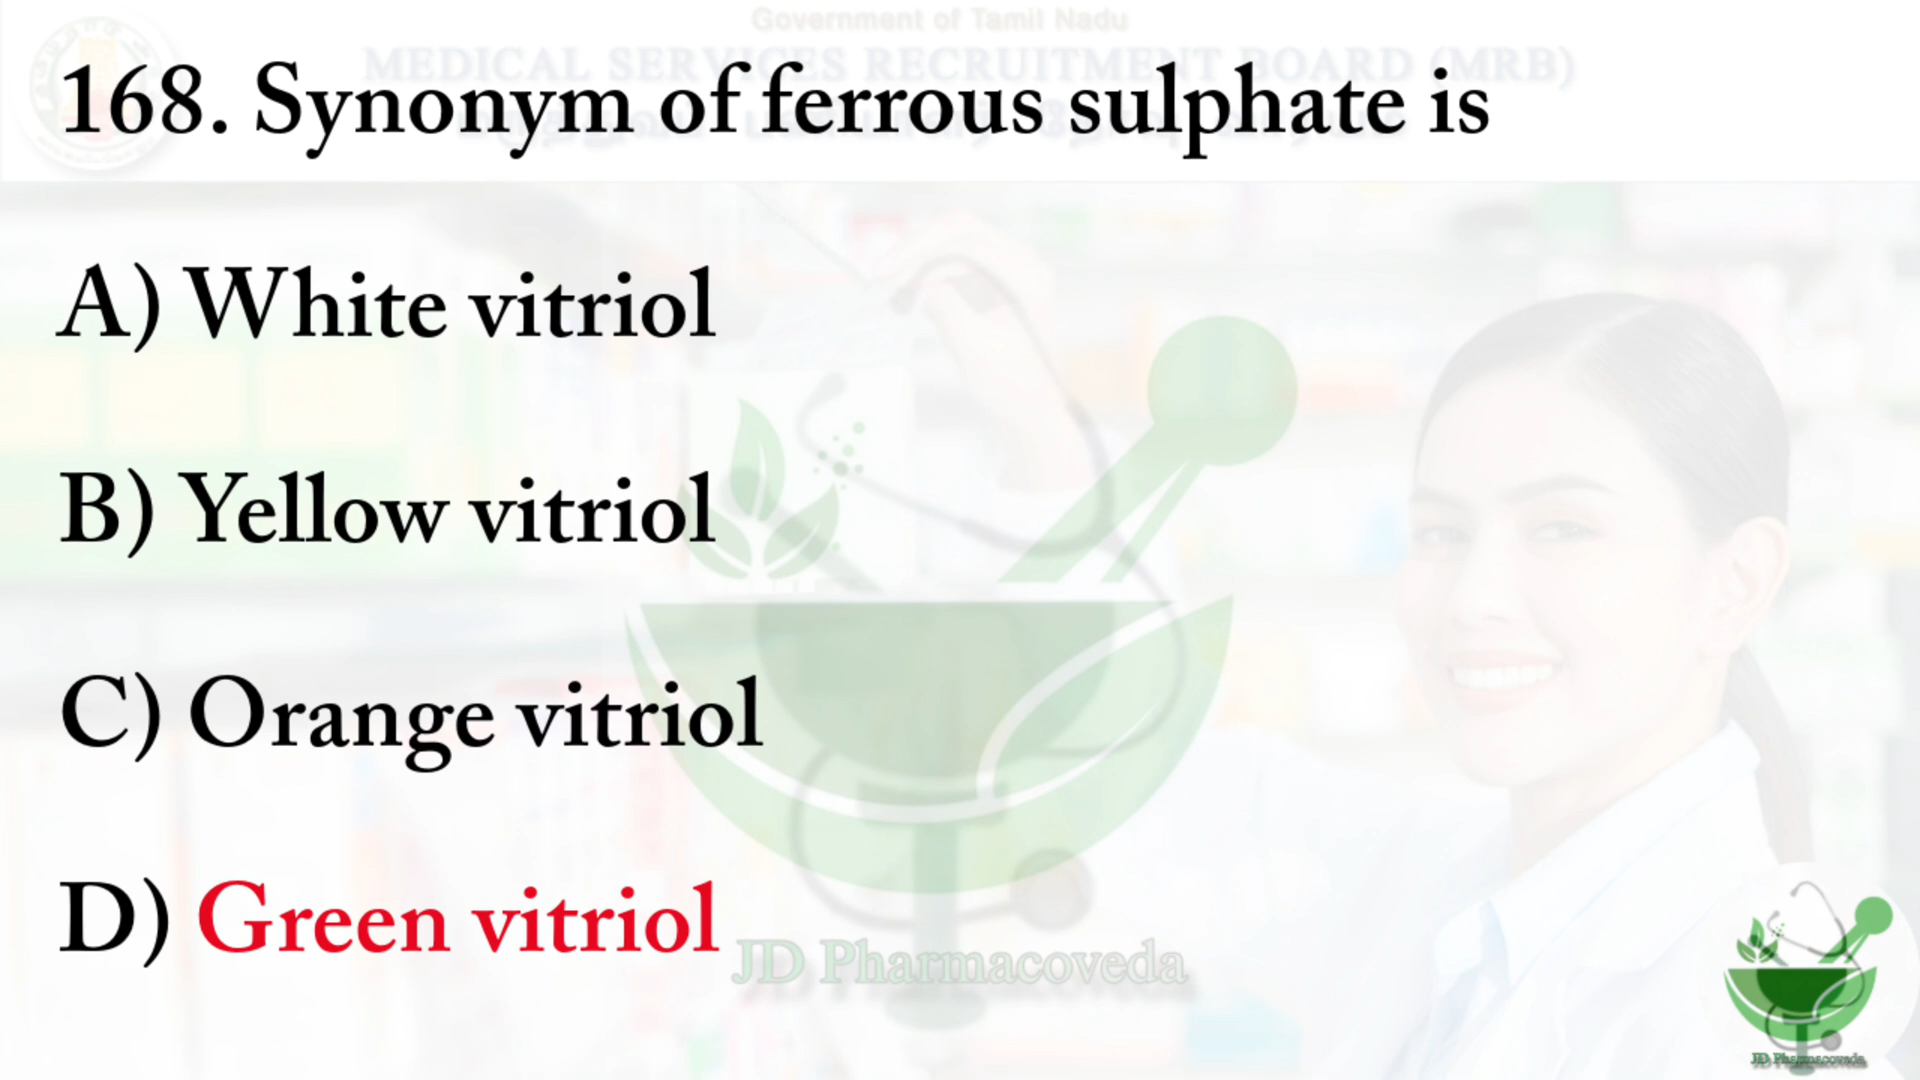 Government of Tamil Nadu
MEDICAL SERVICES RECRUITMENT BOARD (MRB)
168. Synonym of ferrous sulphate is
A) White vitriol
B) Yellow vitriol
C) Orange vitriol
D) Green vitriol
JD Pharmacoveda
JD Pharmacoveda